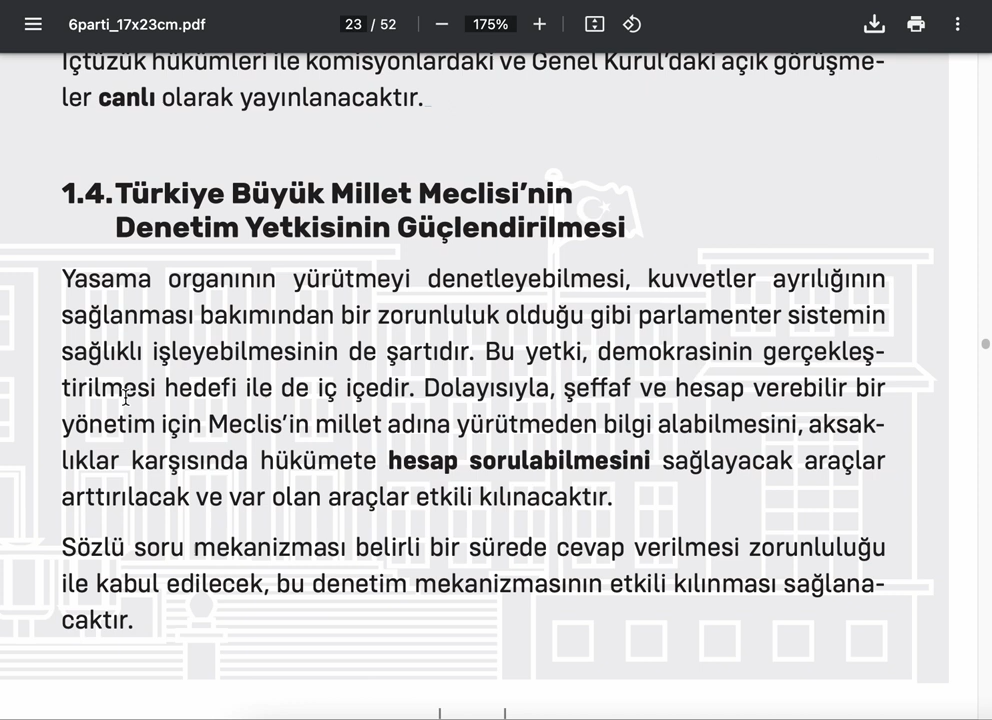 6parti_17x23cm.pdf
23 / 52
175%
İçtüzük hükümleri ile komisyonlardaki ve Genel Kurul'daki açık görüşme-
ler canlı olarak yayınlanacaktır.
1.4. Türkiye Büyük Millet Meclisi'nin
Denetim Yetkisinin Güçlendirilmesi
Yasama organının yürütmeyi denetleyebilmesi, kuvvetler ayrılığının
sağlanması bakımından bir zorunluluk olduğu gibi parlamenter sistemin
sağlıklı işleyebilmesinin de şartıdır. Bu yetki, demokrasinin gerçekleş-
tirilmesi hedefi ile de iç içedir. Dolayısıyla, şeffaf ve hesap verebilir bir
yönetim için Meclis'in millet adına yürütmeden bilgi alabilmesini, aksak-
lıklar karşısında hükümete hesap sorulabilmesini sağlayacak araçlar
arttırılacak ve var olan araçlar etkili kılınacaktır.
Sözlü soru mekanizması belirli bir sürede cevap verilmesi zorunluluğu
ile kabul edilecek, bu denetim mekanizmasının etkili kılınması sağlana-
caktır.